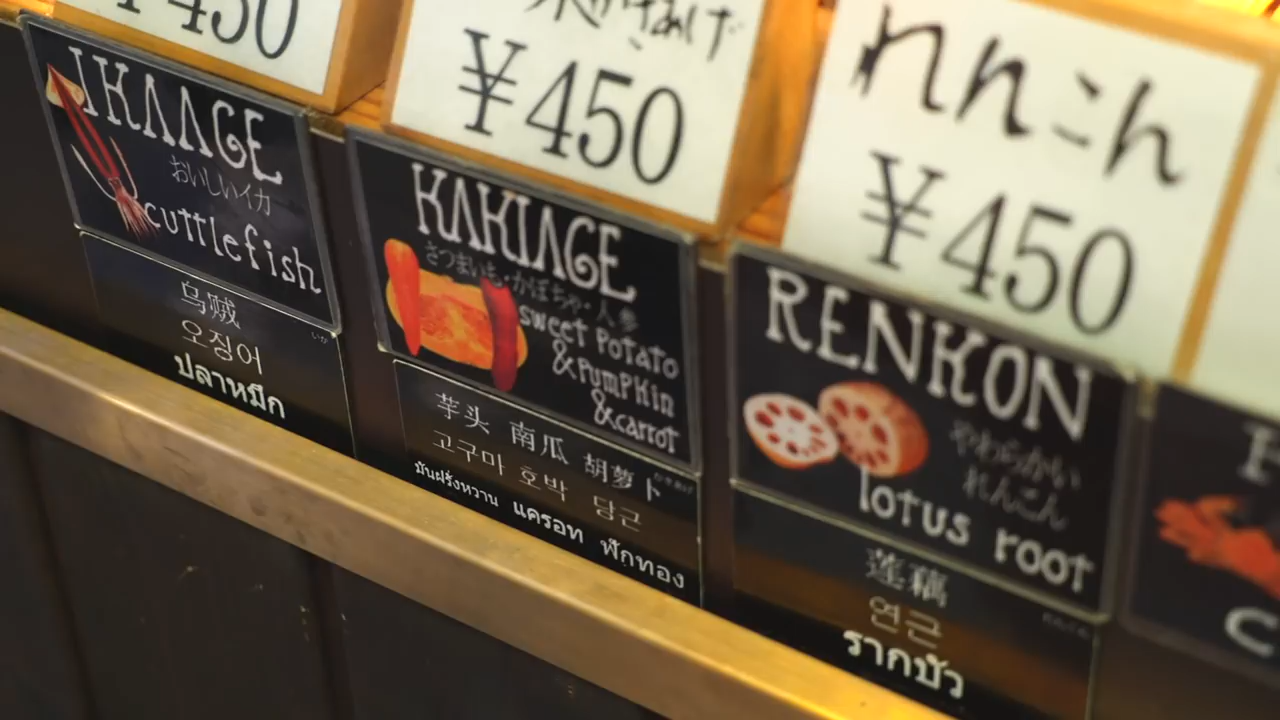 ¥450
IKAAGE
おいしいイカ
cuttlefish
乌贼
오징어
ปลาหมึก
¥450
KAKIAGE
さつまいも・かぼちゃ・人参
sweet potato
&pumpkin
&carrot
芋头 南瓜 胡萝卜
고구마 호박 당근
มันฝรั่งหวาน แครอท ฟักทอง
れんこん
¥450
RENKON
やわらかい
れんこん
lotus root
莲藕
연근
รากบัว